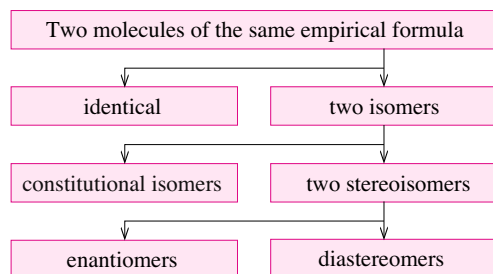 Two molecules of the same empirical formula
identical
two isomers
constitutional isomers
two stereoisomers
enantiomers
diastereomers